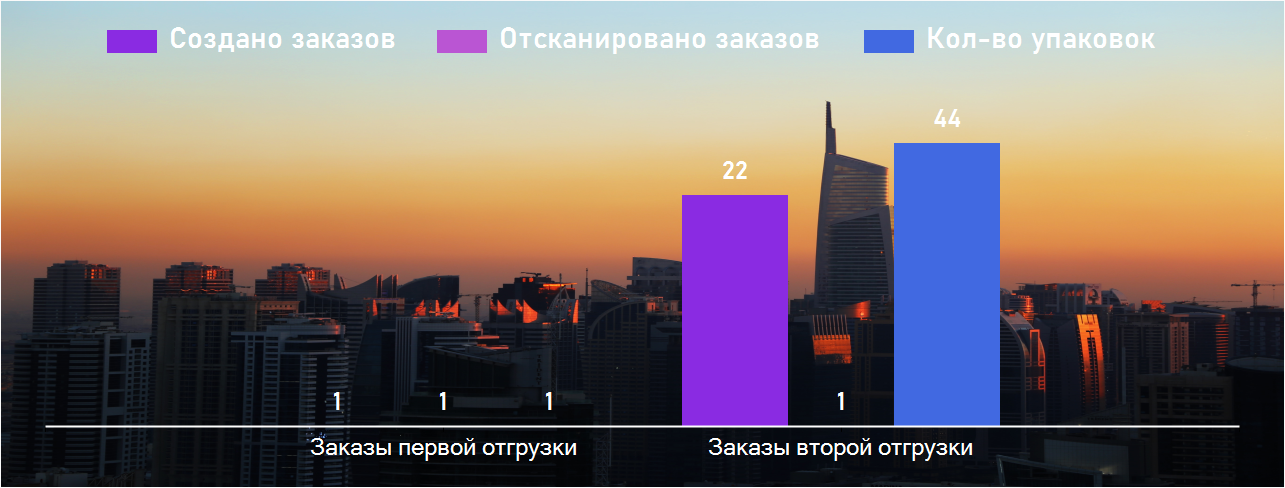 Создано заказов
Отсканировано заказов
Кол-во упаковок
44
22
1
1
1
1
Заказы первой отгрузки
Заказы второй отгрузки